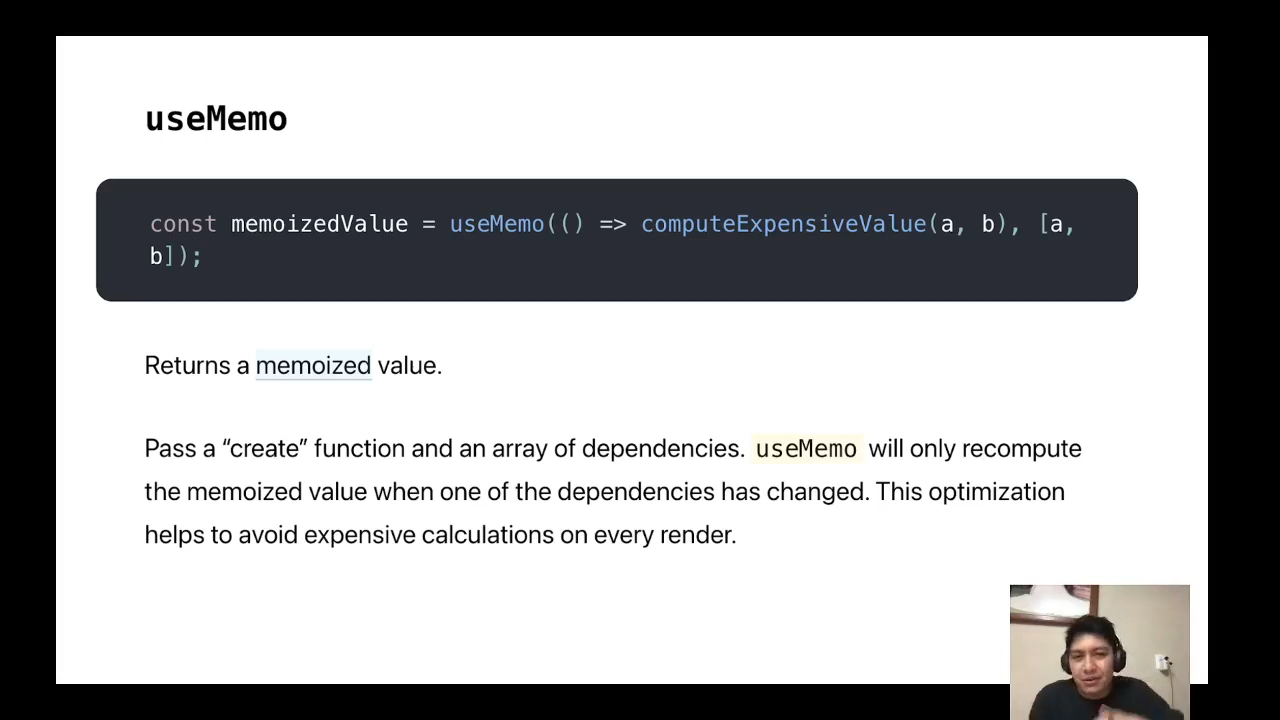 useMemo
const memoizedValue = useMemo(() => computeExpensiveValue(a, b), [a,
b]);
Returns a memoized value.
Pass a “create” function and an array of dependencies. useMemo will only recompute
the memoized value when one of the dependencies has changed. This optimization
helps to avoid expensive calculations on every render.